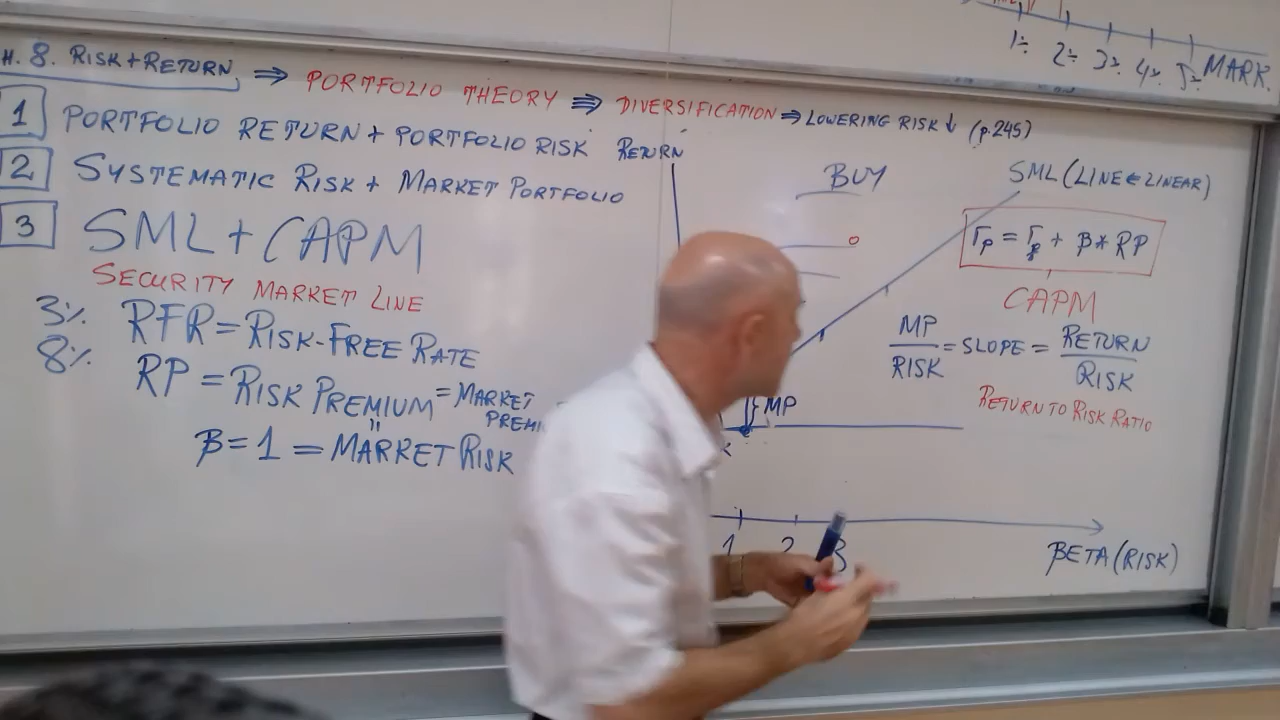 H. 8. RISK+RETURN, ⇒ PORTFOLIO THEORY ⇒ DIVERSIFICATION ⇒ LOWERING RISK ↓ (p.245)
1 PORTFOLIO RETURN + PORTFOLIO RISK
2 SYSTEMATIC RISK + MARKET PORTFOLIO
3 SML + CAPM
SECURITY MARKET LINE
3% RFR = RISK-FREE RATE
8% RP = RISK PREMIUM = MARKET
PREMI
β = 1 = MARKET RISK
1% 2% 3% 4% 5% MARK.
RETURN
BUY
SML (LINE ∈ LINEAR)
CAPM
MP/RISK = SLOPE = RETURN/RISK
RETURN TO RISK RATIO
MP
1 2 3
BETA (RISK)